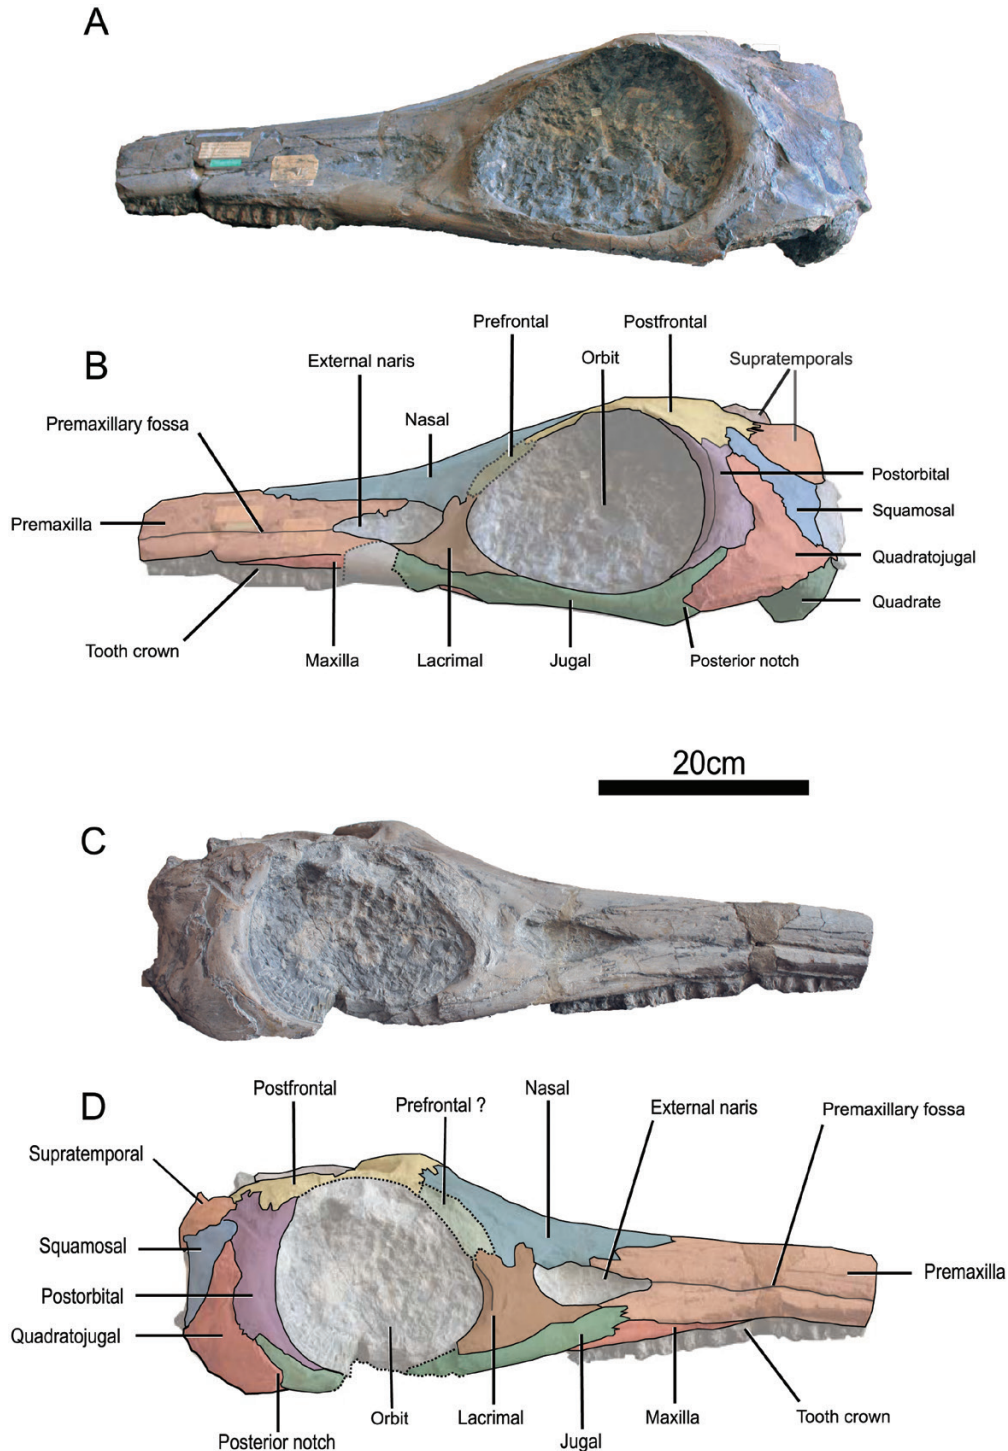 A
B
Prefrontal
Postfrontal
External naris
Orbit
Supratemporals
Premaxillary fossa
Nasal
Postorbital
Premaxilla
Squamosal
Quadratojugal
Quadrate
Tooth crown
Maxilla
Lacrimal
Jugal
Posterior notch
20cm
C
D
Postfrontal
Prefrontal ?
Nasal
External naris
Premaxillary fossa
Supratemporal
Squamosal
Postorbital
Premaxilla
Quadratojugal
Posterior notch
Orbit
Lacrimal
Jugal
Maxilla
Tooth crown